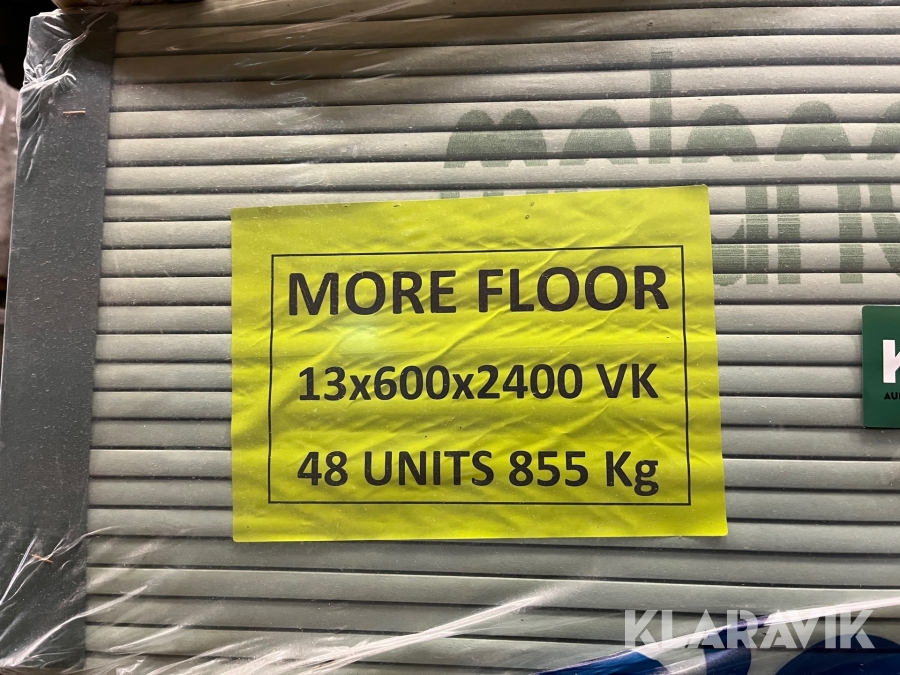 MORE FLOOR
13x600x2400 VK
48 UNITS 855 Kg
KLARAVIK